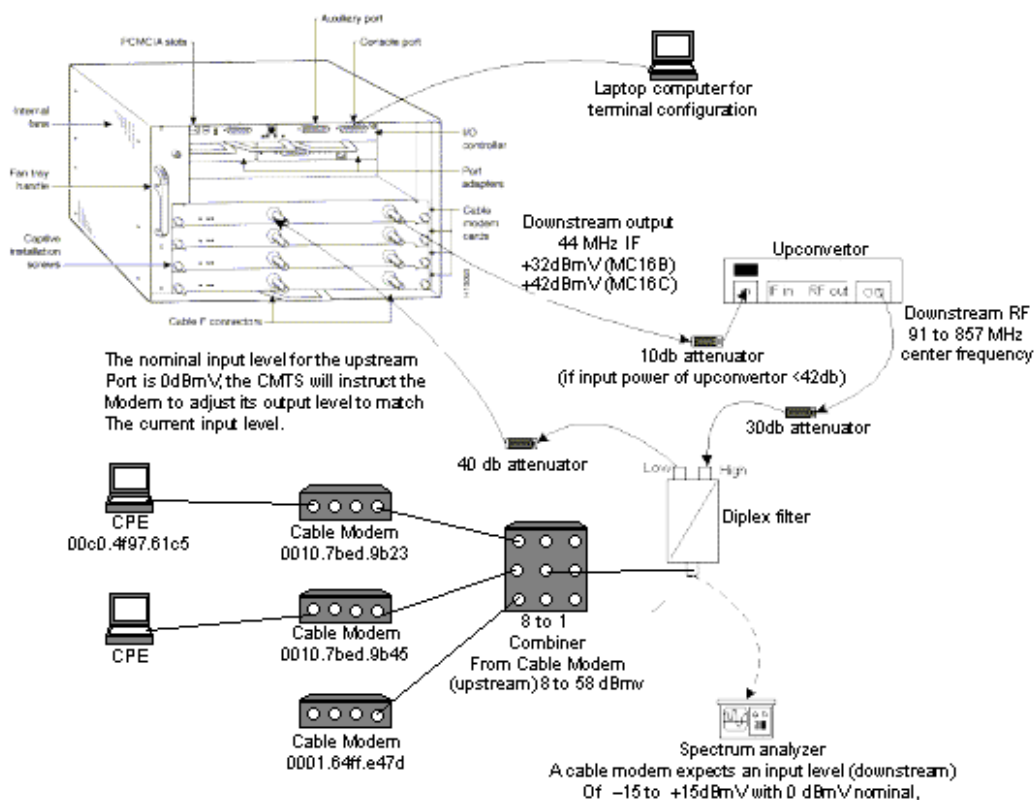 Auxiliary port
PCMCIA slots
Console port
Laptop computer for
terminal configuration
Internal
fans
I/O
controller
Fan tray
handle
Port
adapters
Cable
modem
cards
Captive
installation
screws
Cable F connectors
Downstream output
44 MHz IF
+32dBmV (MC16B)
+42dBmV (MC16C)
Upconvertor
IF in RF out
Downstream RF
91 to 857 MHz
center frequency
10db attenuator
(if input power of upconvertor <42db)
The nominal input level for the upstream
Port is 0dBmV, the CMTS will instruct the
Modem to adjust its output level to match
The current input level.
30db attenuator
40 db attenuator
Low
High
Diplex filter
CPE
00c0.4f97.61c5
Cable Modem
0010.7bed.9b23
CPE
Cable Modem
0010.7bed.9b45
8 to 1
Combiner
From Cable Modem
(upstream) 8 to 58 dBmv
Cable Modem
0001.64ff.e47d
Spectrum analyzer
A cable modem expects an input level (downstream)
Of –15 to +15dBmV with 0 dBmV nominal,